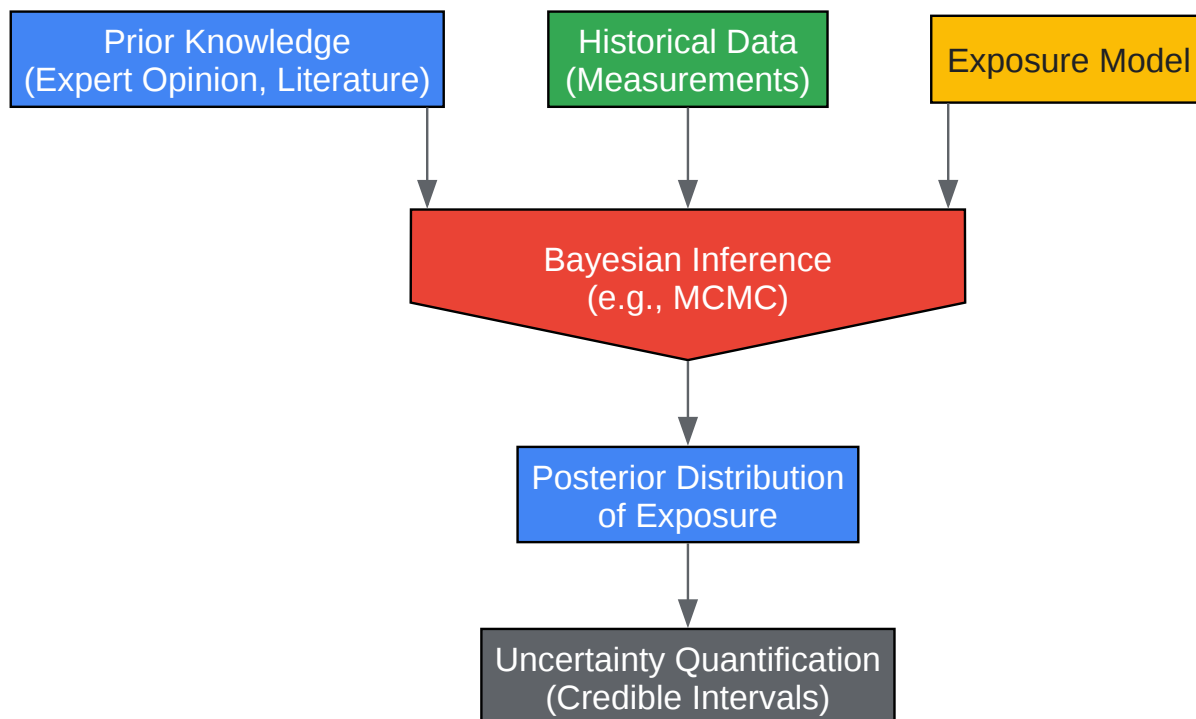 Prior Knowledge
(Expert Opinion, Literature)
Historical Data
(Measurements)
Exposure Model
Bayesian Inference
(e.g., MCMC)
Posterior Distribution
of Exposure
Uncertainty Quantification
(Credible Intervals)